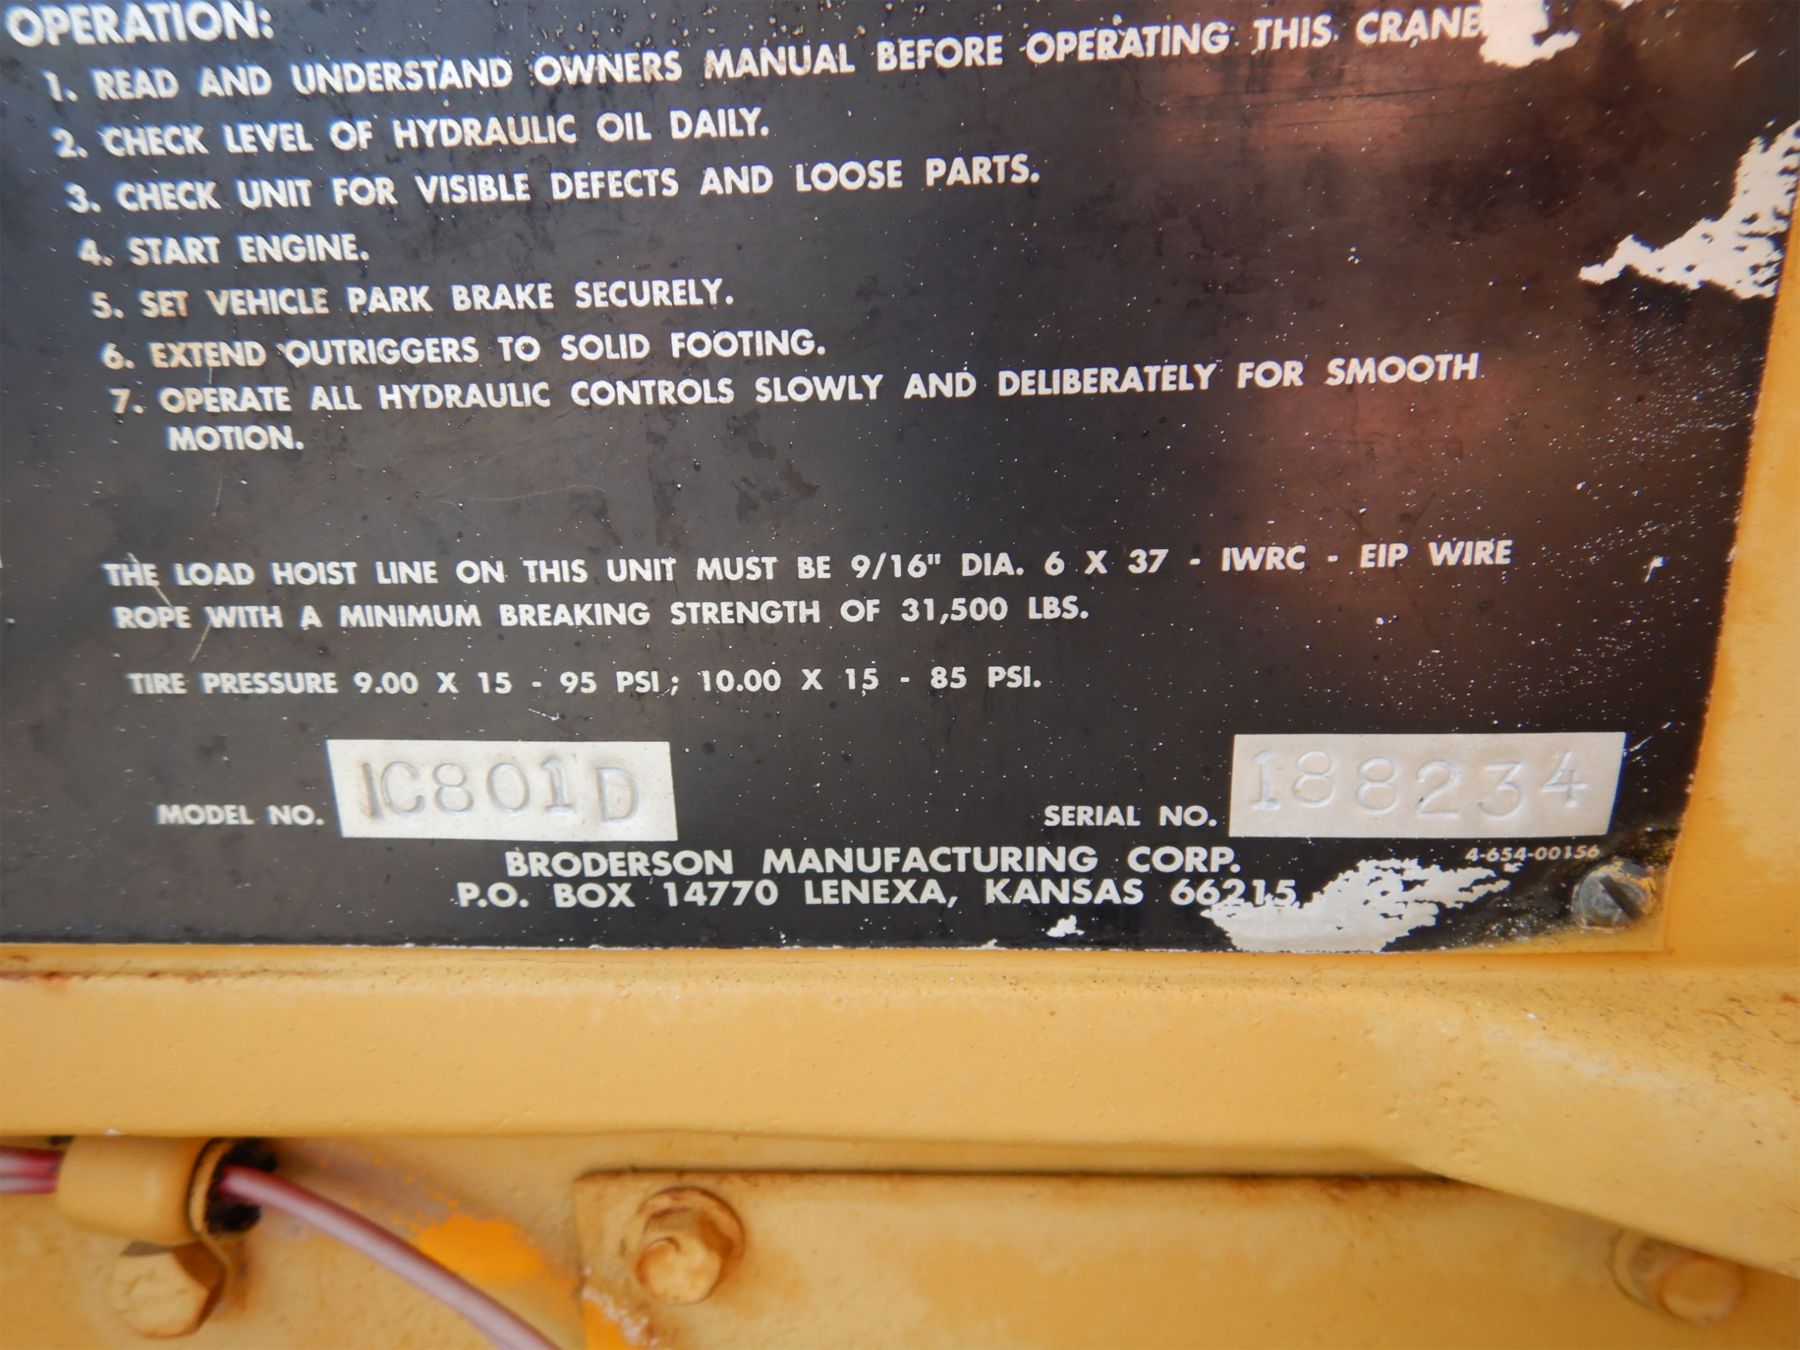 OPERATION:
1. READ AND UNDERSTAND OWNERS MANUAL BEFORE OPERATING THIS CRANE
2. CHECK LEVEL OF HYDRAULIC OIL DAILY.
3. CHECK UNIT FOR VISIBLE DEFECTS AND LOOSE PARTS.
4. START ENGINE.
5. SET VEHICLE PARK BRAKE SECURELY.
6. EXTEND OUTRIGGERS TO SOLID FOOTING.
7. OPERATE ALL HYDRAULIC CONTROLS SLOWLY AND DELIBERATELY FOR SMOOTH
MOTION.
THE LOAD HOIST LINE ON THIS UNIT MUST BE 9/16" DIA. 6 X 37 - IWRC - EIP WIRE
ROPE WITH A MINIMUM BREAKING STRENGTH OF 31,500 LBS.
TIRE PRESSURE 9.00 X 15 - 95 PSI; 10.00 X 15 - 85 PSI.
MODEL NO. IC801D SERIAL NO. 188234
BRODERSON MANUFACTURING CORP. 4-654-00156
P.O. BOX 14770 LENEXA, KANSAS 66215